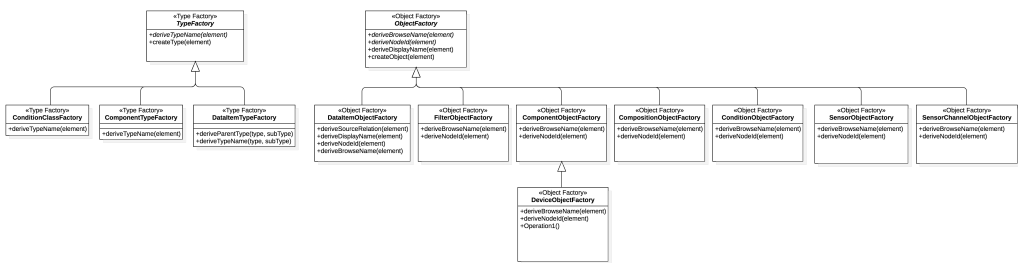 «Type Factory»
TypeFactory
+deriveTypeName(element)
+createType(element)
«Object Factory»
ObjectFactory
+deriveBrowseName(element)
+deriveNodeId(element)
+deriveDisplayName(element)
+createObject(element)
«Type Factory»
ConditionClassFactory
+deriveTypeName(element)
«Type Factory»
ComponentTypeFactory
+deriveTypeName(element)
«Type Factory»
DataItemTypeFactory
+deriveParentType(type, subType)
+deriveTypeName(type, subType)
«Object Factory»
DataItemObjectFactory
+deriveSourceRelation(element)
+deriveDisplayName(element)
+deriveNodeId(element)
+deriveBrowseName(element)
«Object Factory»
FilterObjectFactory
+deriveBrowseName(element)
+deriveNodeId(element)
«Object Factory»
ComponentObjectFactory
+deriveBrowseName(element)
+deriveNodeId(element)
«Object Factory»
CompositionObjectFactory
+deriveBrowseName(element)
+deriveNodeId(element)
«Object Factory»
ConditionObjectFactory
+deriveBrowseName(element)
+deriveNodeId(element)
«Object Factory»
SensorObjectFactory
+deriveBrowseName(element)
+deriveNodeId(element)
«Object Factory»
SensorChannelObjectFactory
+deriveBrowseName(element)
+deriveNodeId(element)
«Object Factory»
DeviceObjectFactory
+deriveBrowseName(element)
+deriveNodeId(element)
+Operation1()